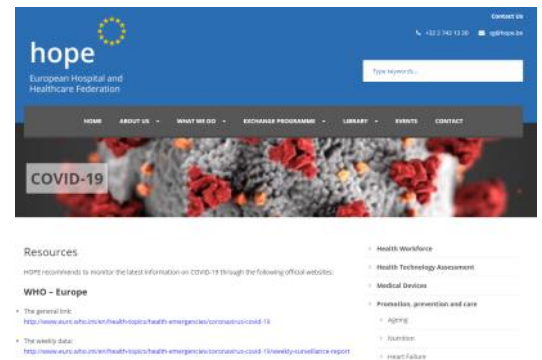 Contact Us
+32 2 742 13 20 sg@hope.be
hope
European Hospital and
Healthcare Federation
Type keywords...
HOME ABOUT US WHAT WE DO EXCHANGE PROGRAMME LIBRARY EVENTS CONTACT
COVID-19
Resources
HOPE recommends to monitor the latest information on COVID-19 through the following official websites:
WHO – Europe
The general link:
http://www.euro.who.int/en/health-topics/health-emergencies/coronavirus-covid-19
The weekly data:
http://www.euro.who.int/en/health-topics/health-emergencies/coronavirus-covid-19/weekly-surveillance-report
Health Workforce
Health Technology Assessment
Medical Devices
Promotion, prevention and care
Ageing
Nutrition
Heart Failure